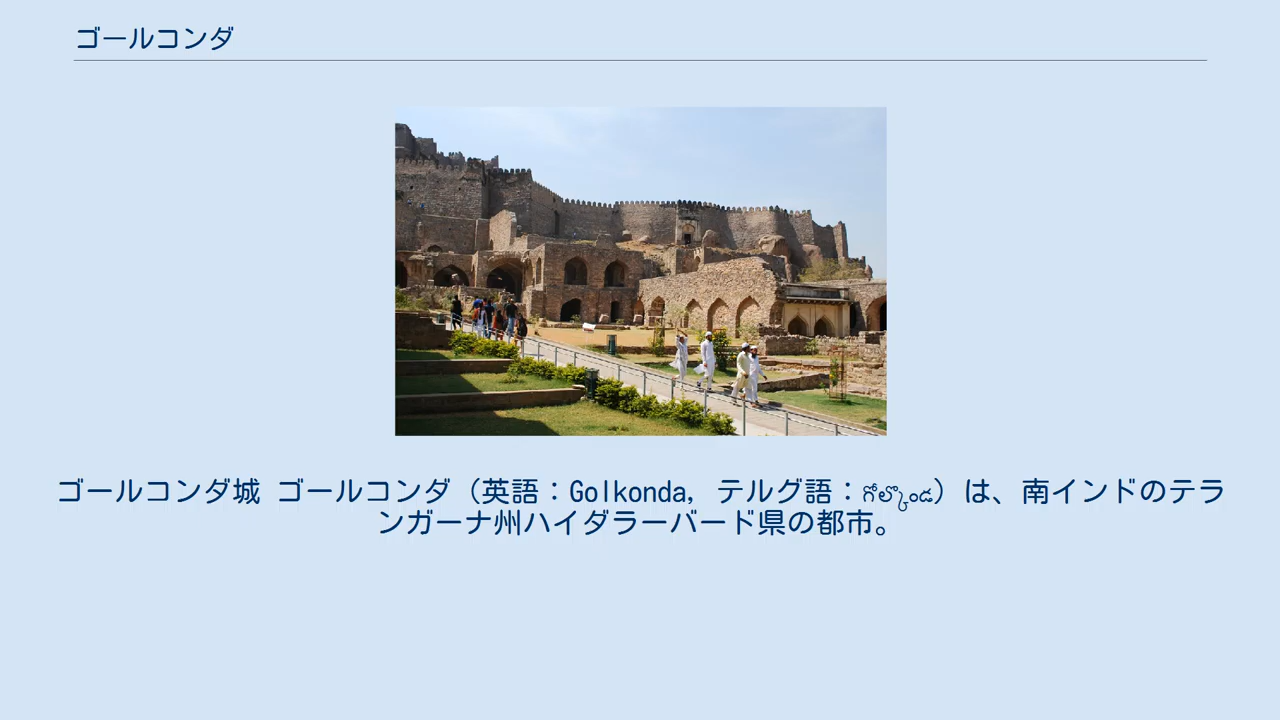 ゴールコンダ
ゴールコンダ城 ゴールコンダ（英語：Golkonda, テルグ語：గోల్కొండ）は、南インドのテラ
ンガーナ州ハイダラーバード県の都市。